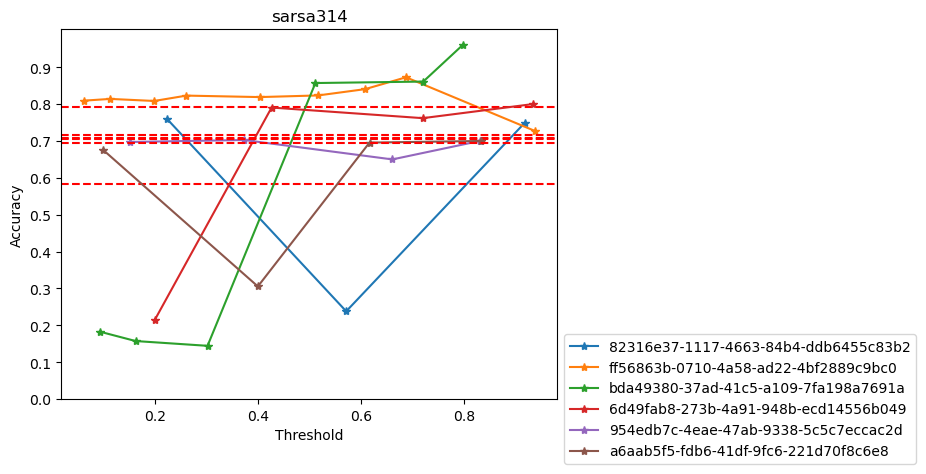 sarsa314
Accuracy
0.9
0.8
0.7
0.6
0.5
0.4
0.3
0.2
0.1
0.0
0.2 0.4 0.6 0.8
Threshold
82316e37-1117-4663-84b4-ddb6455c83b2
ff56863b-0710-4a58-ad22-4bf2889c9bc0
bda49380-37ad-41c5-a109-7fa198a7691a
6d49fab8-273b-4a91-948b-ecd14556b049
954edb7c-4eae-47ab-9338-5c5c7eccac2d
a6aab5f5-fdb6-41df-9fc6-221d70f8c6e8